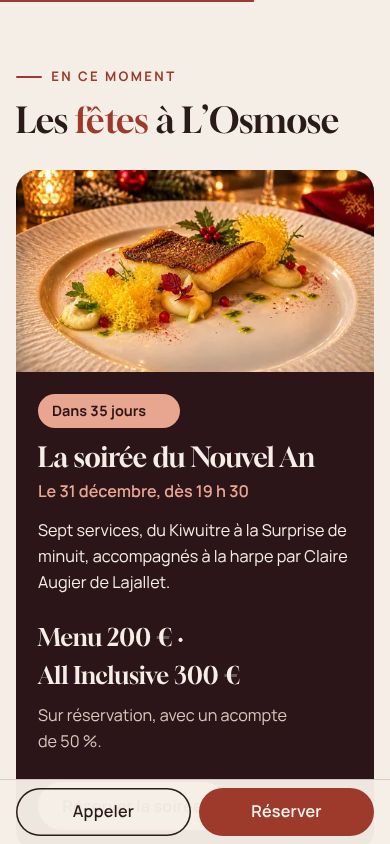 EN CE MOMENT
Les fêtes à L’Osmose
Dans 35 jours
La soirée du Nouvel An
Le 31 décembre, dès 19 h 30
Sept services, du Kiwuitre à la Surprise de
minuit, accompagnés à la harpe par Claire
Augier de Lajallet.
Menu 200 € ·
All Inclusive 300 €
Sur réservation, avec un acompte
de 50 %.
Appeler
Réserver